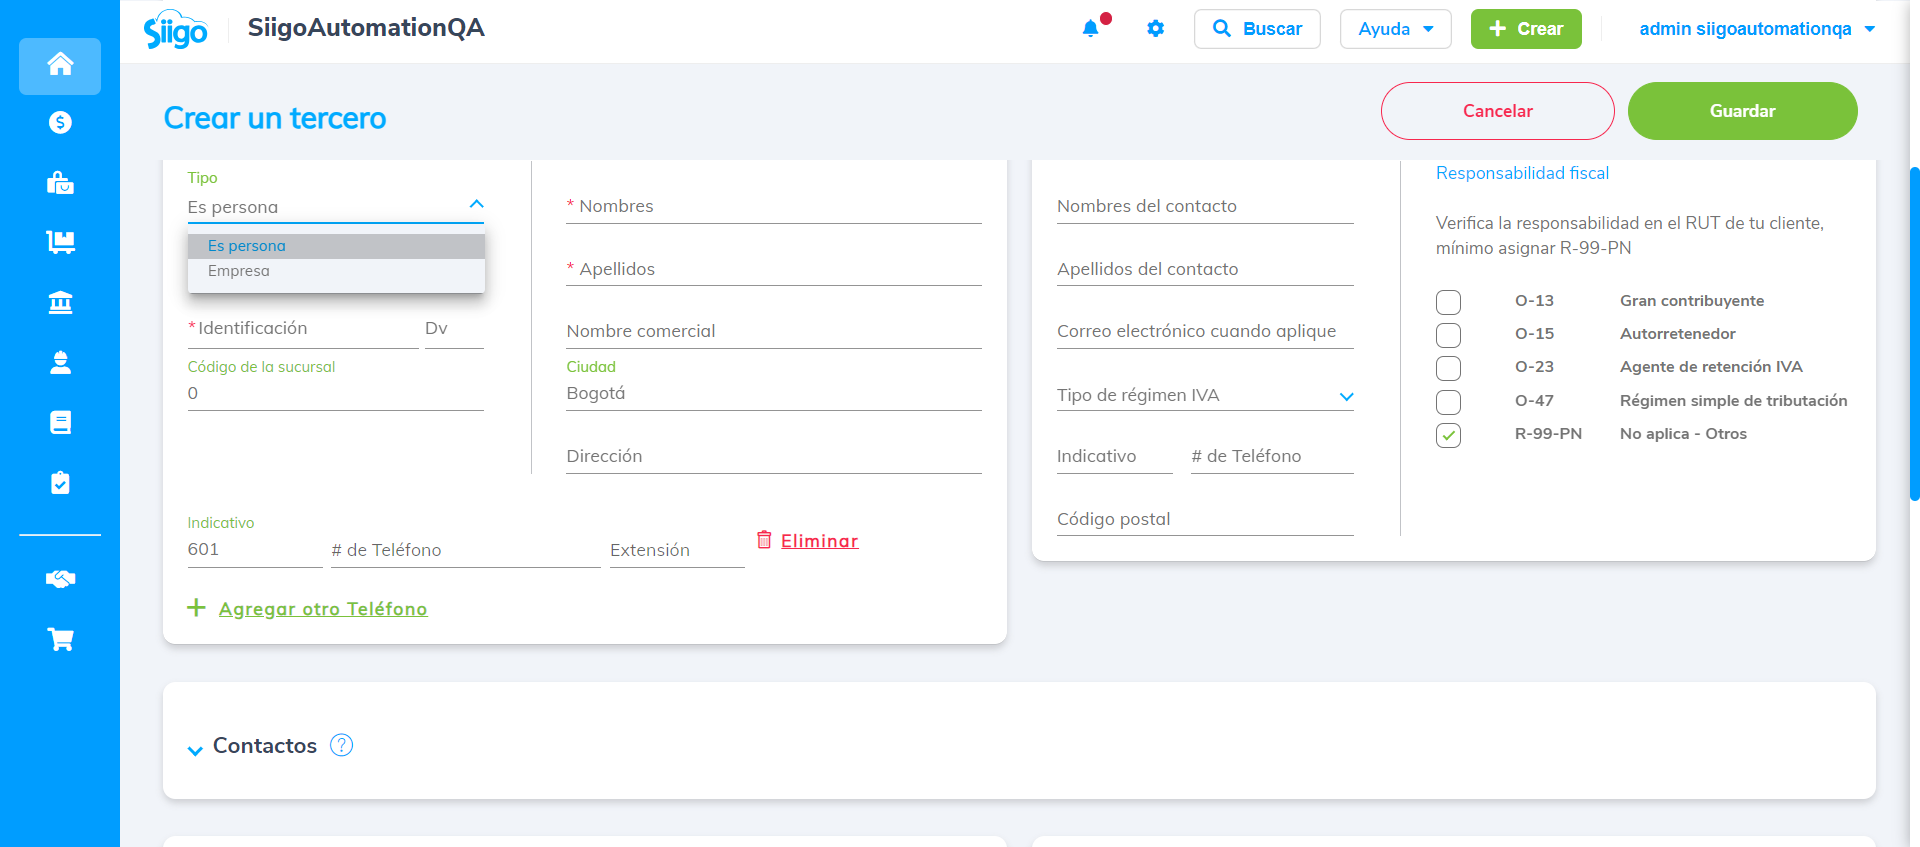 Siigo
SiigoAutomationQA
Buscar
Ayuda
Crear
admin siigoautomationqa
Crear un tercero
Cancelar
Guardar
Tipo
Es persona
Es persona
Empresa
* Identificación
Dv
Código de la sucursal
0
* Nombres
* Apellidos
Nombre comercial
Ciudad
Bogotá
Dirección
Indicativo
601
# de Teléfono
Extensión
Eliminar
Agregar otro Teléfono
Nombres del contacto
Apellidos del contacto
Correo electrónico cuando aplique
Tipo de régimen IVA
Indicativo
# de Teléfono
Código postal
Responsabilidad fiscal
Verifica la responsabilidad en el RUT de tu cliente,
mínimo asignar R-99-PN
O-13 Gran contribuyente
O-15 Autorretenedor
O-23 Agente de retención IVA
O-47 Régimen simple de tributación
R-99-PN No aplica - Otros
Contactos ?